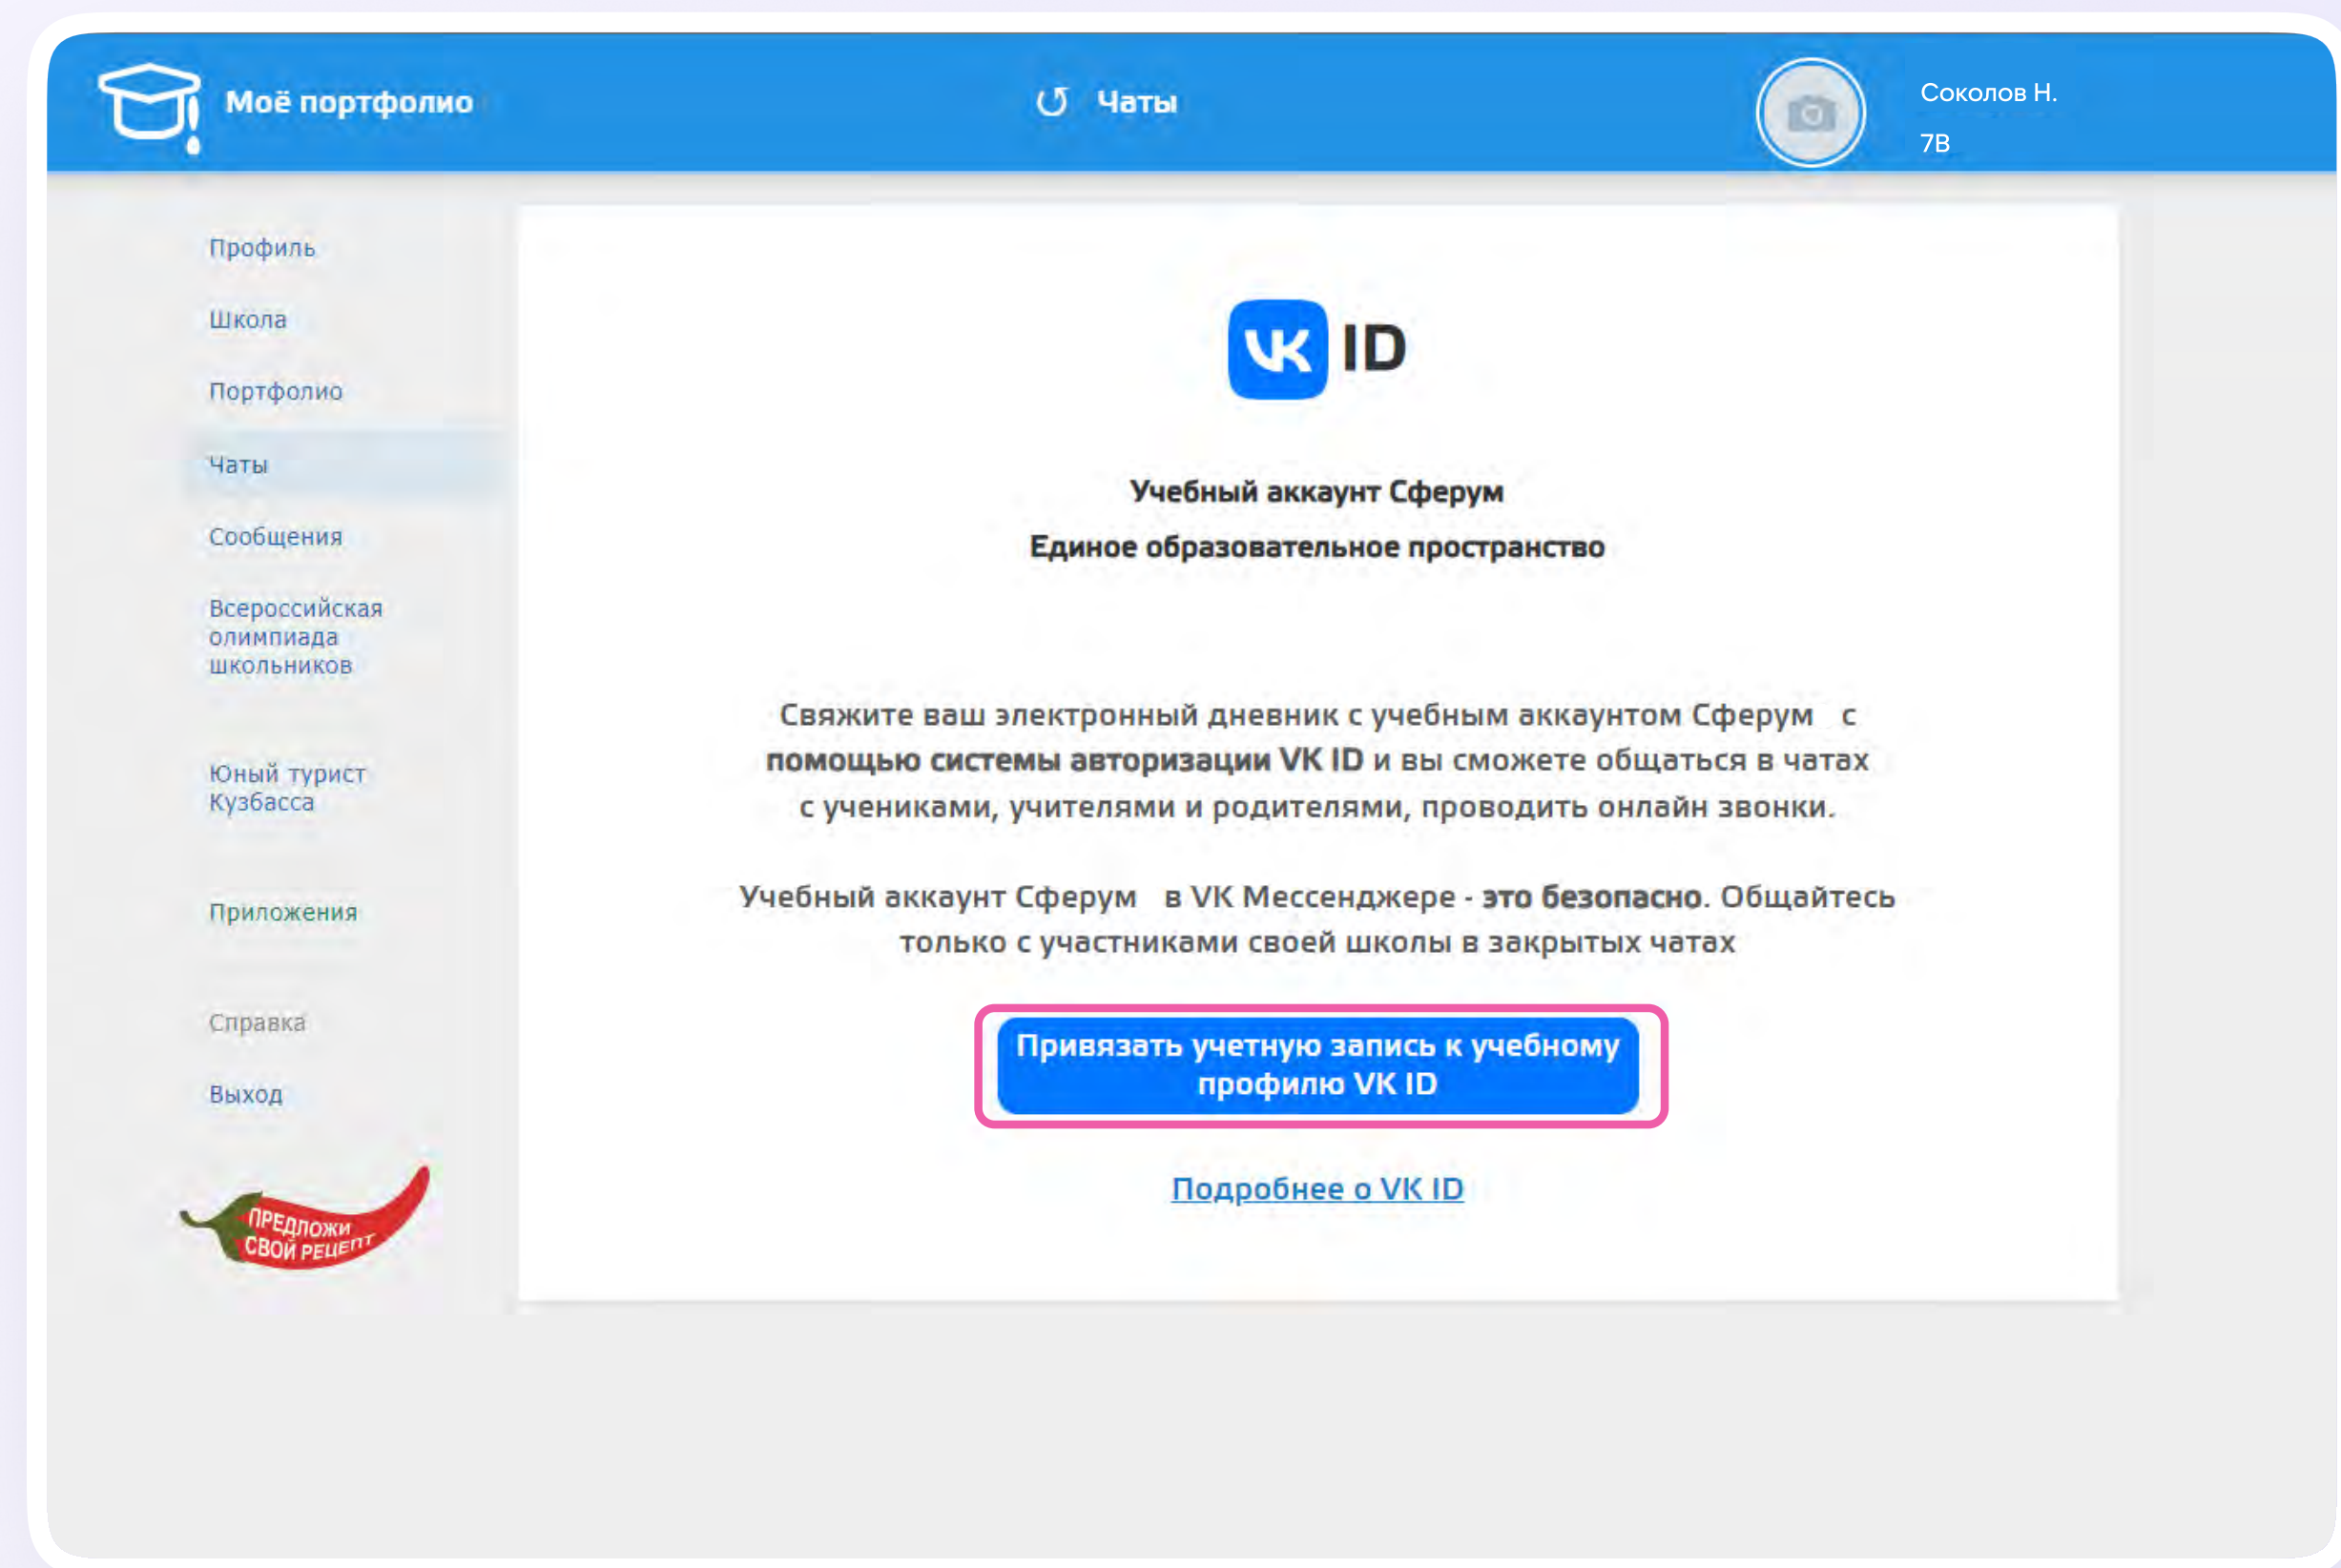 Моё портфолио
Чаты
Соколов Н.
7В
Профиль
Школа
Портфолио
Чаты
Сообщения
Всероссийская
олимпиада
школьников
Юный турист
Кузбасса
Приложения
Справка
Выход
ПРЕДЛОЖИ
СВОЙ РЕЦЕПТ
VK ID
Учебный аккаунт Сферум
Единое образовательное пространство
Свяжите ваш электронный дневник с учебным аккаунтом Сферум с
помощью системы авторизации VK ID и вы сможете общаться в чатах
с учениками, учителями и родителями, проводить онлайн звонки.
Учебный аккаунт Сферум в VK Мессенджере - это безопасно. Общайтесь
только с участниками своей школы в закрытых чатах
Привязать учетную запись к учебному
профилю VK ID
Подробнее о VK ID